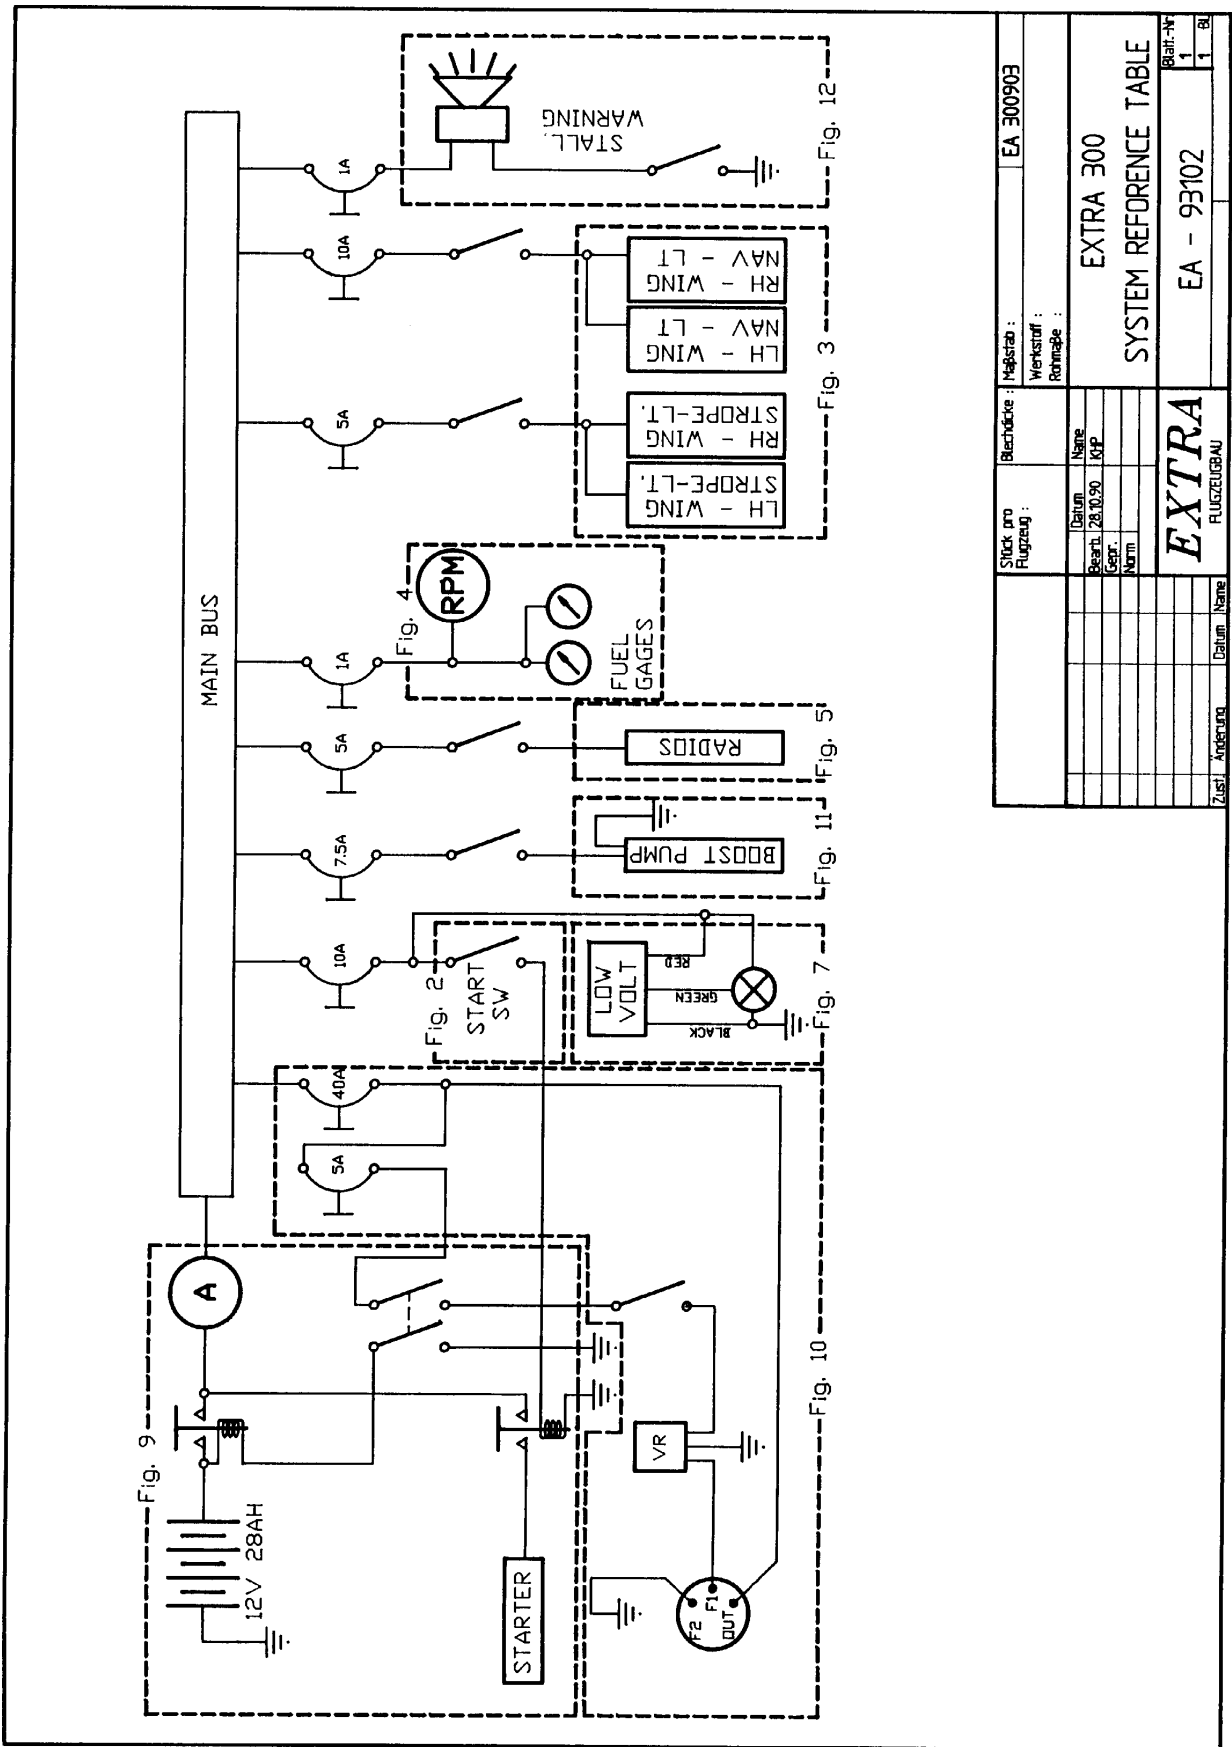 MAIN BUS
Fig. 9
12V 28AH
A
STARTER
5A
40A
10A
7.5A
5A
1A
5A
10A
1A
Fig. 2
START
SW
LOW
VOLT
RED
GREEN
BLACK
Fig. 7
BOOST PUMP
Fig. 11
RADIOS
Fig. 5
Fig. 4
RPM
FUEL
GAGES
LH - WING
STROPE-LT.
RH - WING
STROPE-LT.
LH - WING
NAV - LT
RH - WING
NAV - LT
Fig. 3
STALL.
WARNING
Fig. 12
VR
F2
F1
OUT
Fig. 10
Stück pro
Flugzeug :
Blechdicke :
Maβstab :
EA 300903
Werkstoff :
Rohmaβe :
Datum
Name
Bearb.
28.10.90
KHP
Gepr.
Norm
EXTRA 300
SYSTEM REFORENCE TABLE
EXTRA
FLUGZEUGBAU
EA - 93102
Blatt.-Nr
1
1
Bl
Zust.
Änderung
Datum
Name